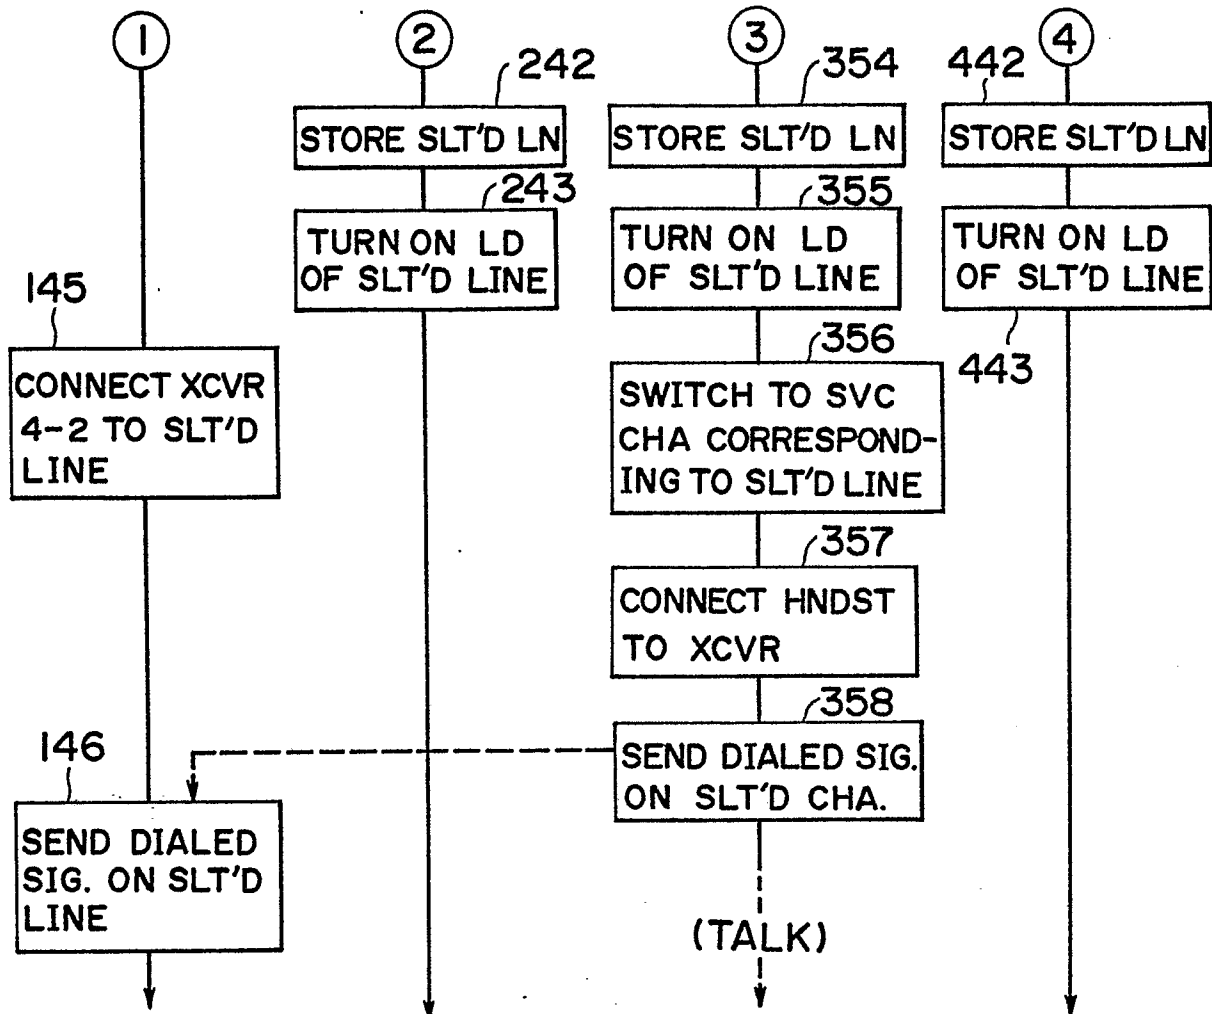 1
2
3
4
242
STORE SLT'D LN
243
TURN ON LD
OF SLT'D LINE
354
STORE SLT'D LN
355
TURN ON LD
OF SLT'D LINE
442
STORE SLT'D LN
TURN ON LD
OF SLT'D LINE
443
145
CONNECT XCVR
4-2 TO SLT'D
LINE
356
SWITCH TO SVC
CHA CORRESPOND-
ING TO SLT'D LINE
357
CONNECT HNDST
TO XCVR
358
SEND DIALED SIG.
ON SLT'D CHA.
146
SEND DIALED
SIG. ON SLT'D
LINE
(TALK)